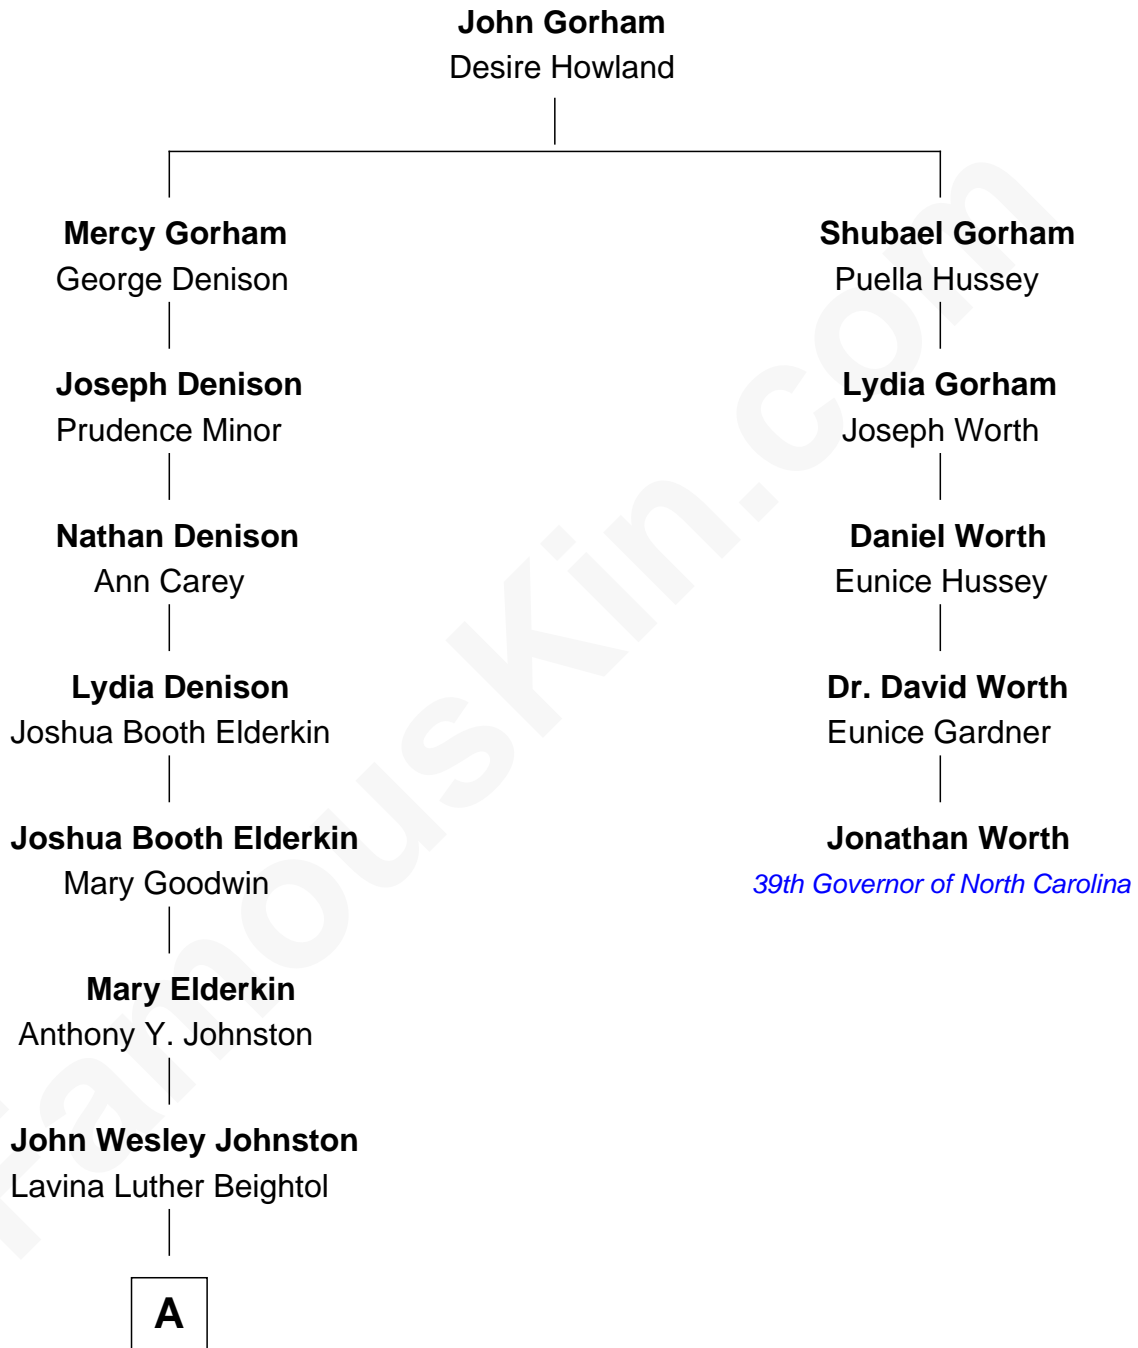 John Gorham
Desire Howland
Mercy Gorham
George Denison
Shubael Gorham
Puella Hussey
Joseph Denison
Prudence Minor
Lydia Gorham
Joseph Worth
Nathan Denison
Ann Carey
Daniel Worth
Eunice Hussey
Lydia Denison
Joshua Booth Elderkin
Dr. David Worth
Eunice Gardner
Joshua Booth Elderkin
Mary Goodwin
Jonathan Worth
39th Governor of North Carolina
Mary Elderkin
Anthony Y. Johnston
John Wesley Johnston
Lavina Luther Beightol
A
FamousKin.com